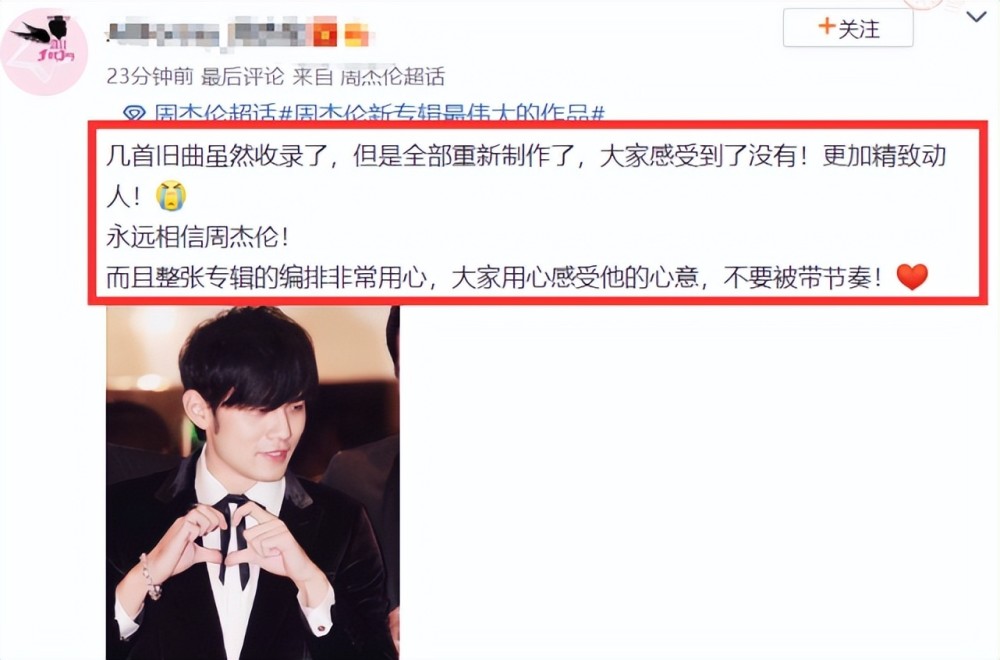 +关注
23分钟前 最后评论 来自 周杰伦超话
周杰伦超话#周杰伦新专辑最伟大的作品#
几首旧曲虽然收录了，但是全部重新制作了，大家感受到了没有！更加精致动
人！😭
永远相信周杰伦！
而且整张专辑的编排非常用心，大家用心感受他的心意，不要被带节奏！❤️